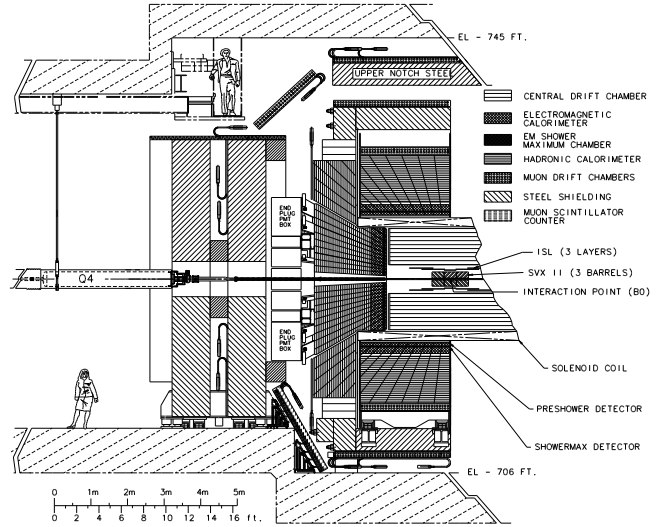 EL - 745 FT.
UPPER NOTCH STEEL
CENTRAL DRIFT CHAMBER
ELECTROMAGNETIC
CALORIMETER
EM SHOWER
MAXIMUM CHAMBER
HADRONIC CALORIMETER
MUON DRIFT CHAMBERS
STEEL SHIELDING
MUON SCINTILLATOR
COUNTER
END
PLUG
PMT
BOX
ISL (3 LAYERS)
Q4
SVX II (3 BARRELS)
INTERACTION POINT (B0)
END
PLUG
PMT
BOX
SOLENOID COIL
PRESHOWER DETECTOR
SHOWERMAX DETECTOR
EL - 706 FT.
0 1m 2m 3m 4m 5m
0 2 4 6 8 10 12 14 16 ft.